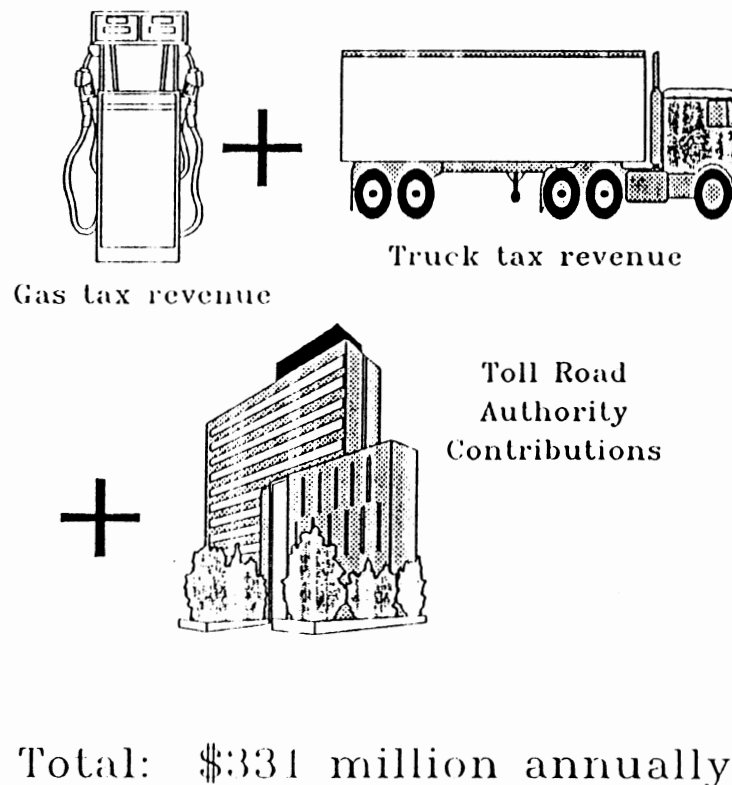 Truck tax revenue
Gas tax revenue
Toll Road
Authority
Contributions
Total: $331 million annually